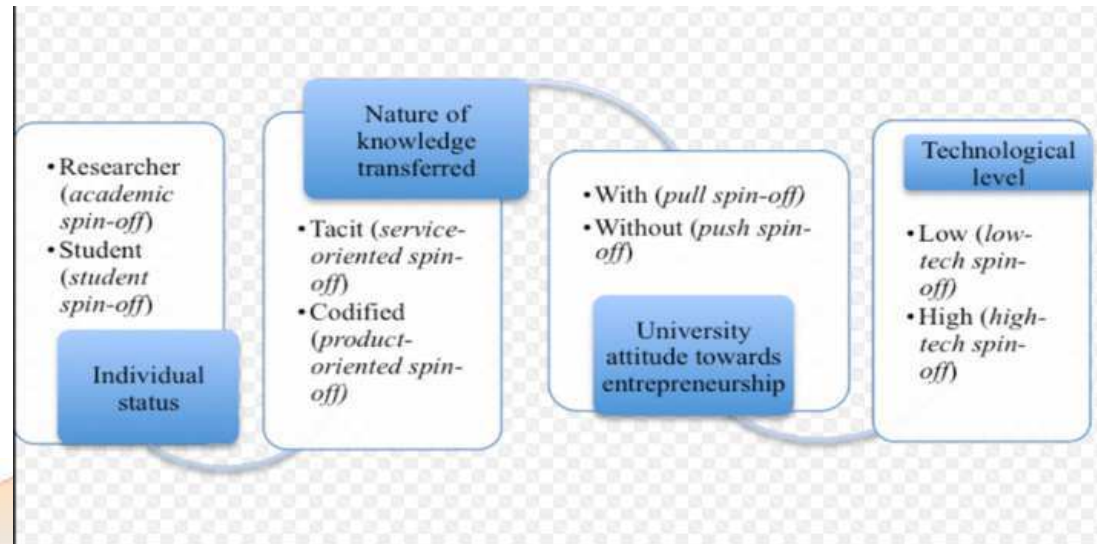 • Researcher
(academic
spin-off)
• Student
(student
spin-off)
Individual
status
Nature of
knowledge
transferred
• Tacit (service-
oriented spin-
off)
• Codified
(product-
oriented spin-
off)
• With (pull spin-off)
• Without (push spin-
off)
University
attitude towards
entrepreneurship
Technological
level
• Low (low-
tech spin-
off)
• High (high-
tech spin-
off)